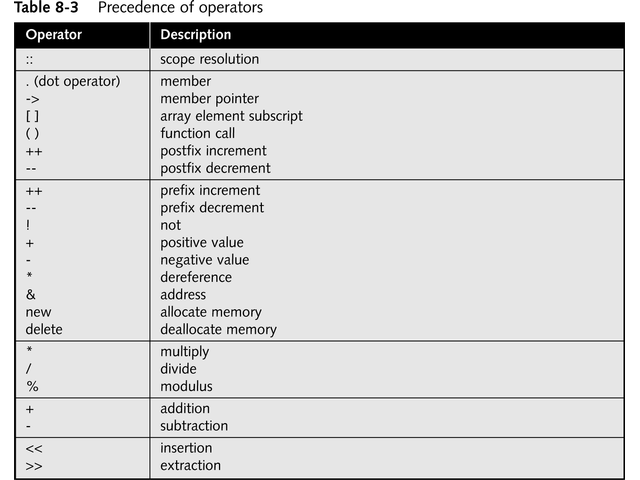 Table 8-3 Precedence of operators
Operator Description
:: scope resolution
. (dot operator) member
-> member pointer
[ ] array element subscript
( ) function call
++ postfix increment
-- postfix decrement
++ prefix increment
-- prefix decrement
! not
+ positive value
- negative value
* dereference
& address
new allocate memory
delete deallocate memory
* multiply
/ divide
% modulus
+ addition
- subtraction
<< insertion
>> extraction